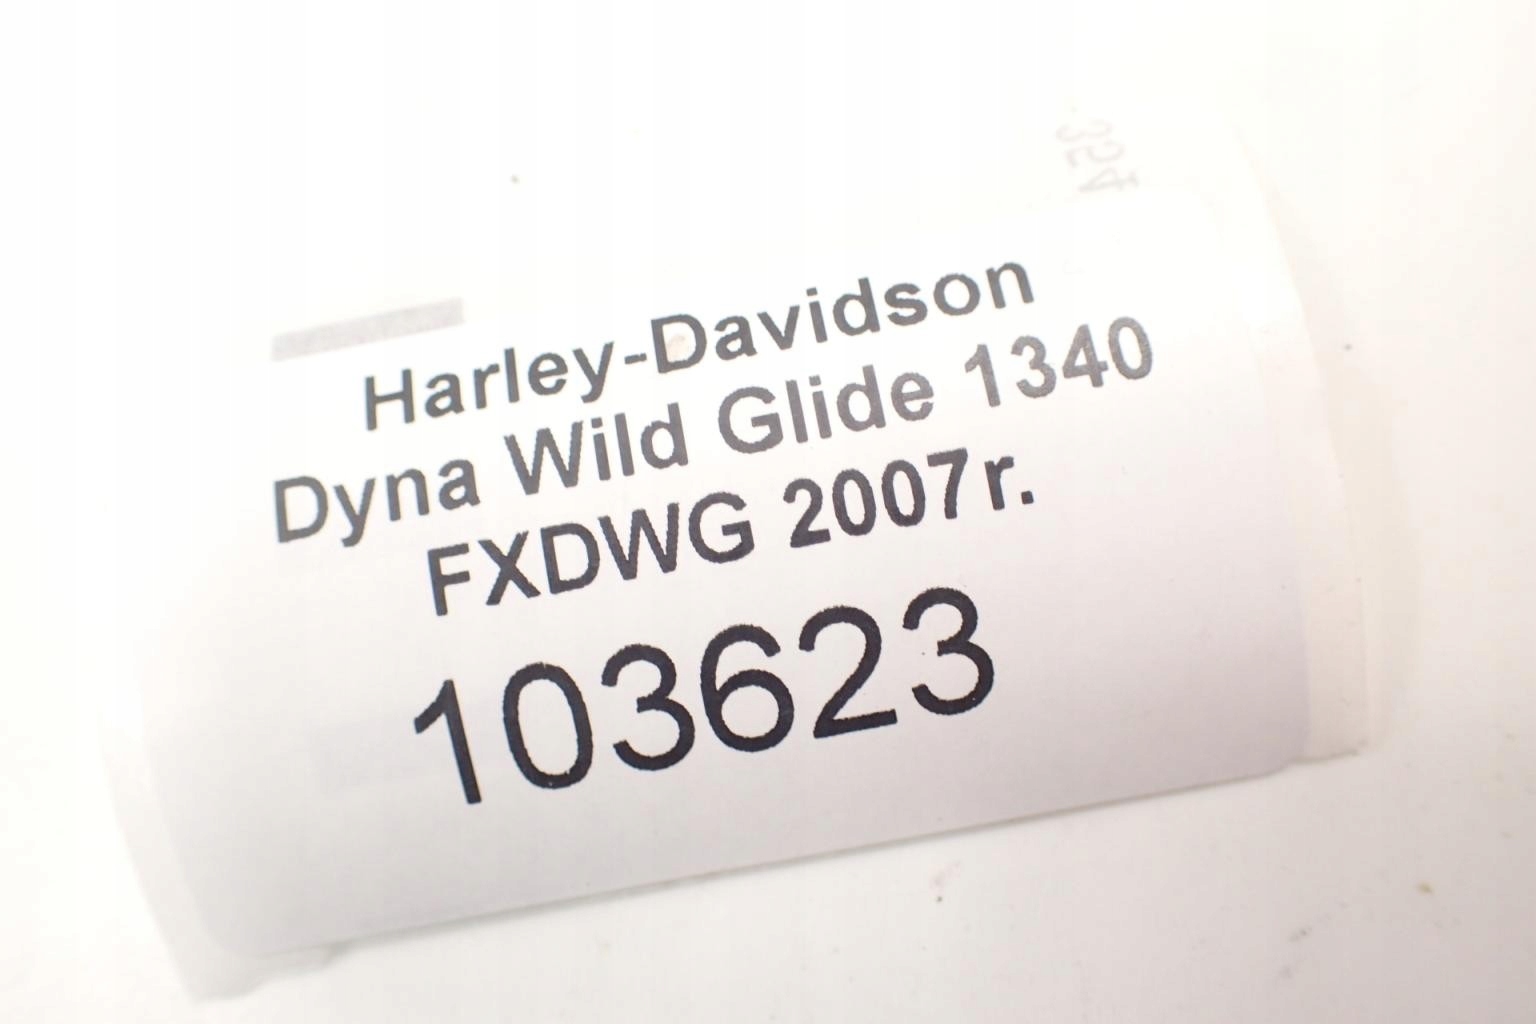 Harley-Davidson
Dyna Wild Glide 1340
FXDWG 2007r.
103623